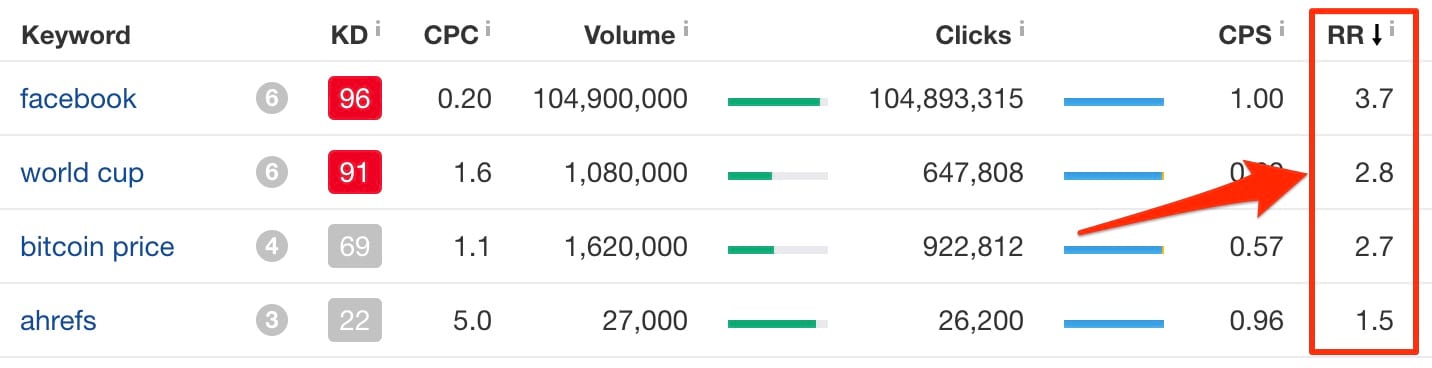 Keyword KD i CPC i Volume i Clicks i CPS i RR ↓ i
facebook 6 96 0.20 104,900,000 104,893,315 1.00 3.7
world cup 6 91 1.6 1,080,000 647,808 2.8
bitcoin price 4 69 1.1 1,620,000 922,812 0.57 2.7
ahrefs 3 22 5.0 27,000 26,200 0.96 1.5